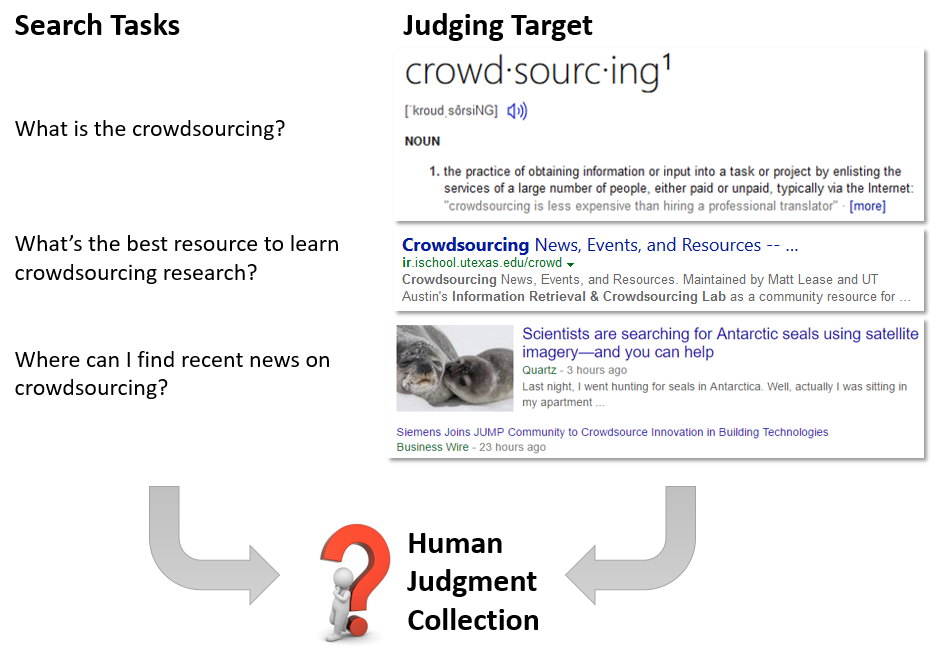 Search Tasks
Judging Target
What is the crowdsourcing?
crowd·sourc·ing¹
[ˈkroud ˌsôrsiNG]
NOUN
1. the practice of obtaining information or input into a task or project by enlisting the
services of a large number of people, either paid or unpaid, typically via the Internet:
"crowdsourcing is less expensive than hiring a professional translator" · [more]
What's the best resource to learn
crowdsourcing research?
Crowdsourcing News, Events, and Resources -- ...
ir.ischool.utexas.edu/crowd
Crowdsourcing News, Events, and Resources. Maintained by Matt Lease and UT
Austin's Information Retrieval & Crowdsourcing Lab as a community resource for ...
Where can I find recent news on
crowdsourcing?
Scientists are searching for Antarctic seals using satellite
imagery—and you can help
Quartz - 3 hours ago
Last night, I went hunting for seals in Antarctica. Well, actually I was sitting in
my apartment ...
Siemens Joins JUMP Community to Crowdsource Innovation in Building Technologies
Business Wire - 23 hours ago
Human
Judgment
Collection